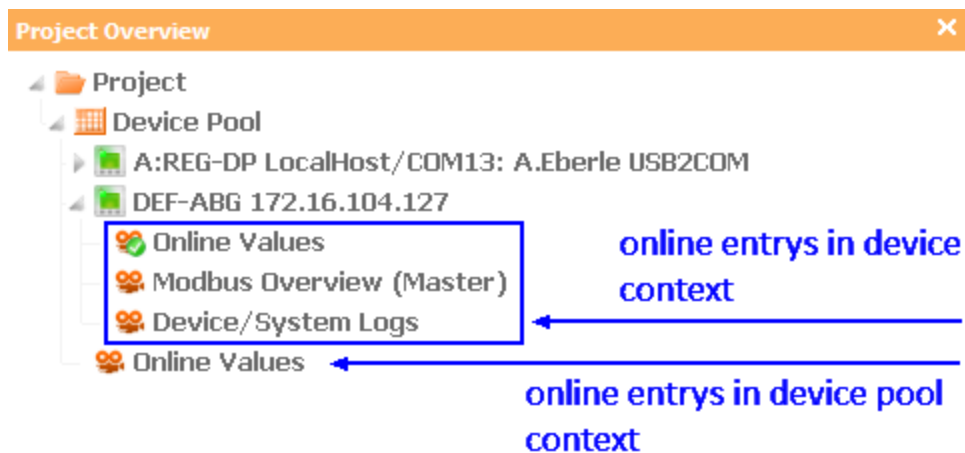 Project Overview
Project
Device Pool
A:REG-DP LocalHost/COM13: A.Eberle USB2COM
DEF-ABG 172.16.104.127
Online Values
Modbus Overview (Master)
Device/System Logs
Online Values
online entrys in device
context
online entrys in device pool
context